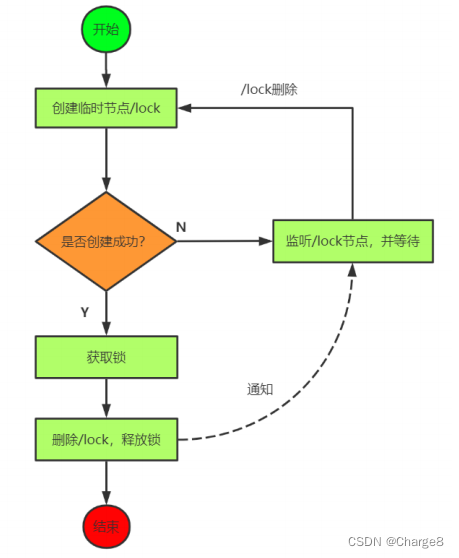 开始
/lock删除
创建临时节点/lock
是否创建成功?
N
监听/lock节点，并等待
Y
获取锁
通知
删除/lock，释放锁
结束
CSDN @Charge8